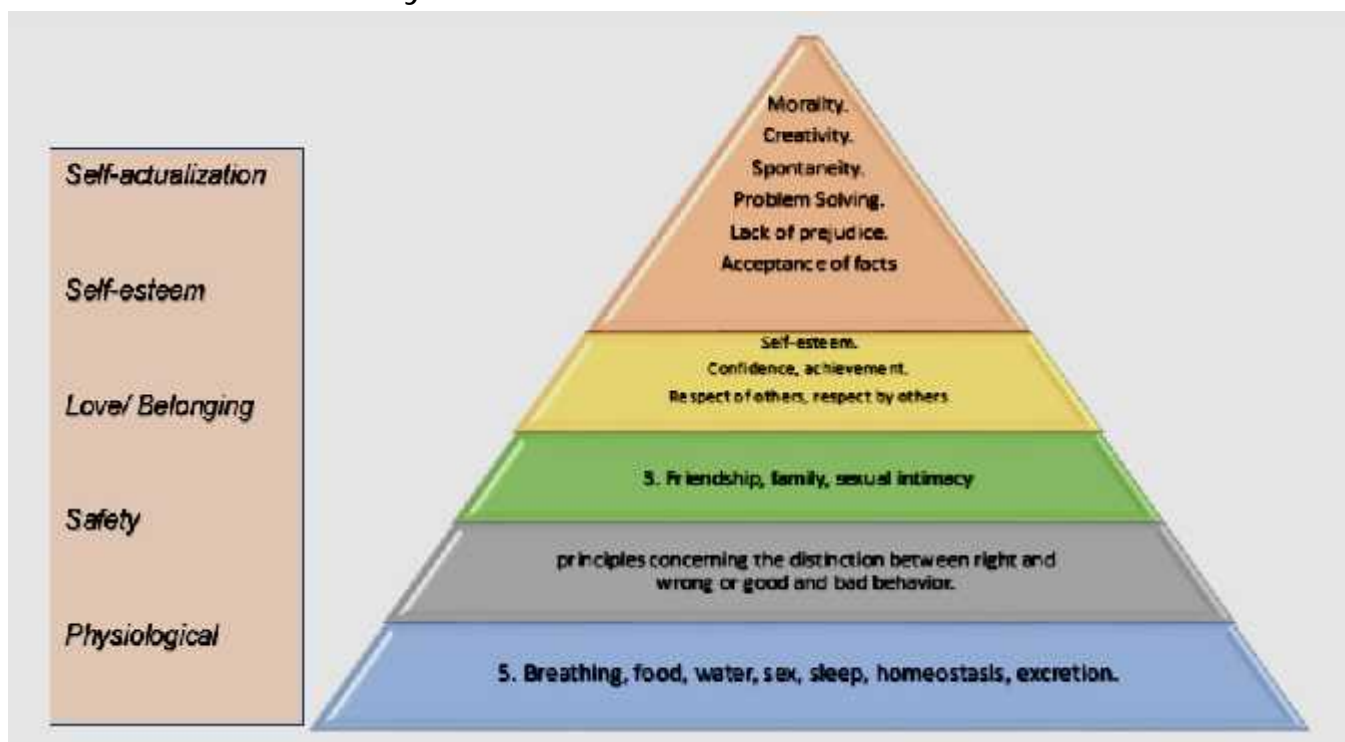 Self-actualization
Self-esteem
Love/ Belonging
Safety
Physiological
Morality.
Creativity.
Spontaneity.
Problem Solving.
Lack of prejudice.
Acceptance of facts
Self-esteem.
Confidence, achievement.
Respect of others, respect by others
3. Friendship, family, sexual intimacy
principles concerning the distinction between right and
wrong or good and bad behavior.
5. Breathing, food, water, sex, sleep, homeostasis, excretion.